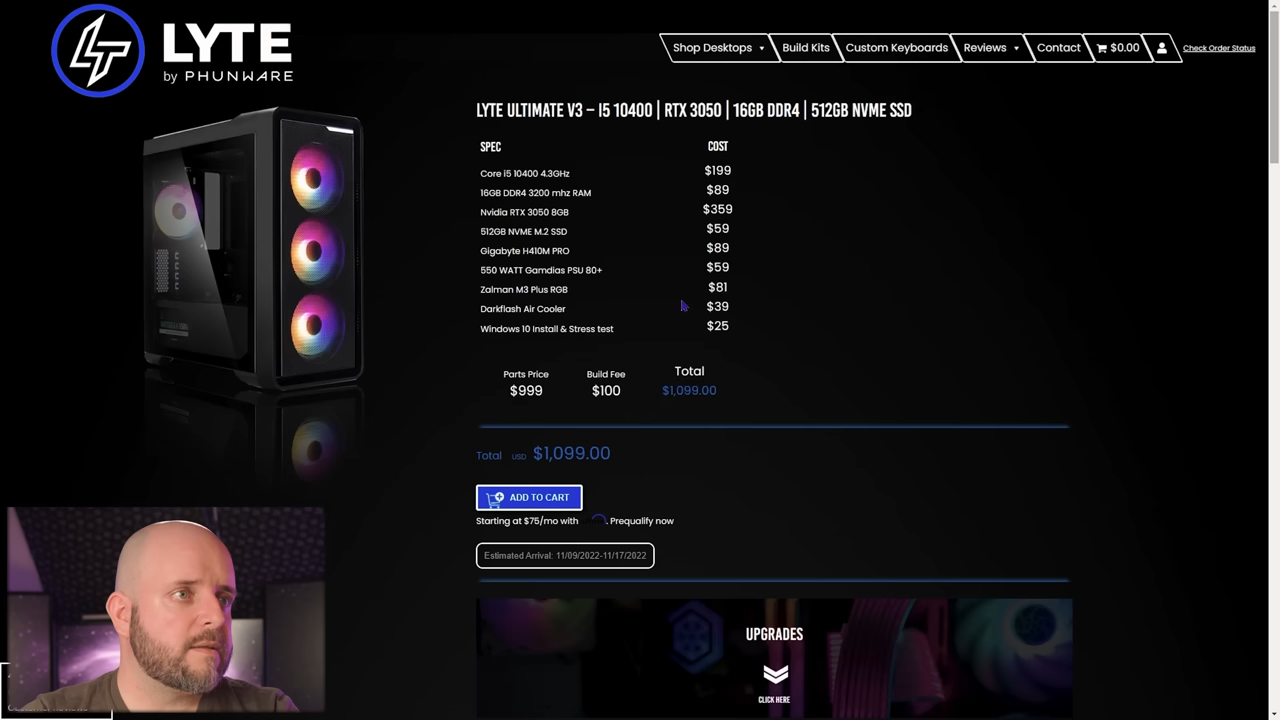 LYTE
by PHUNWARE
Shop Desktops
Build Kits
Custom Keyboards
Reviews
Contact
$0.00
Check Order Status
LYTE ULTIMATE V3 – I5 10400 | RTX 3050 | 16GB DDR4 | 512GB NVME SSD
SPEC COST
Core i5 10400 4.3GHz $199
16GB DDR4 3200 mhz RAM $89
Nvidia RTX 3050 8GB $359
512GB NVME M.2 SSD $59
Gigabyte H410M PRO $89
550 WATT Gamdias PSU 80+ $59
Zalman M3 Plus RGB $81
Darkflash Air Cooler $39
Windows 10 Install & Stress test $25
Parts Price Build Fee Total
$999 $100 $1,099.00
Total USD $1,099.00
ADD TO CART
Starting at $75/mo with . Prequalify now
Estimated Arrival: 11/09/2022-11/17/2022
UPGRADES
CLICK HERE